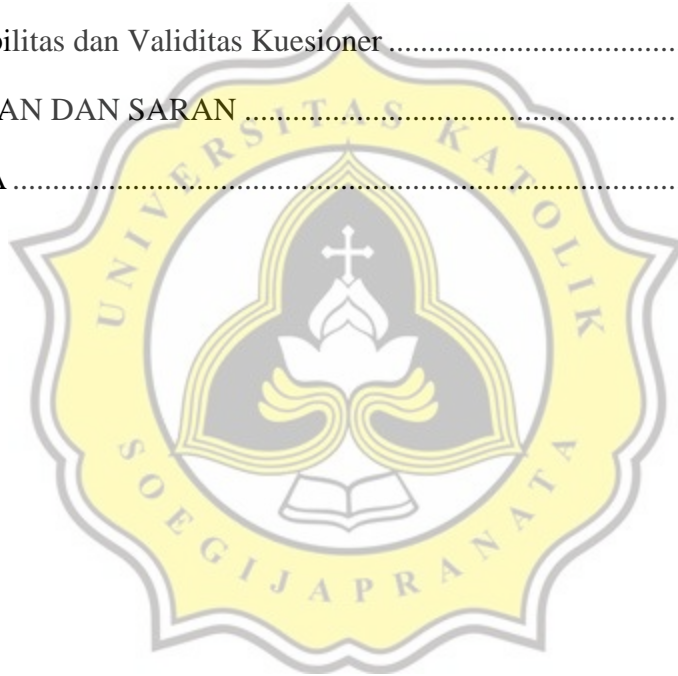 bilitas dan Validitas Kuesioner ....................................
AN DAN SARAN ......................................................
A ....................................................................................
UNIVERSITAS KATOLIK
SOEGIJAPRANATA